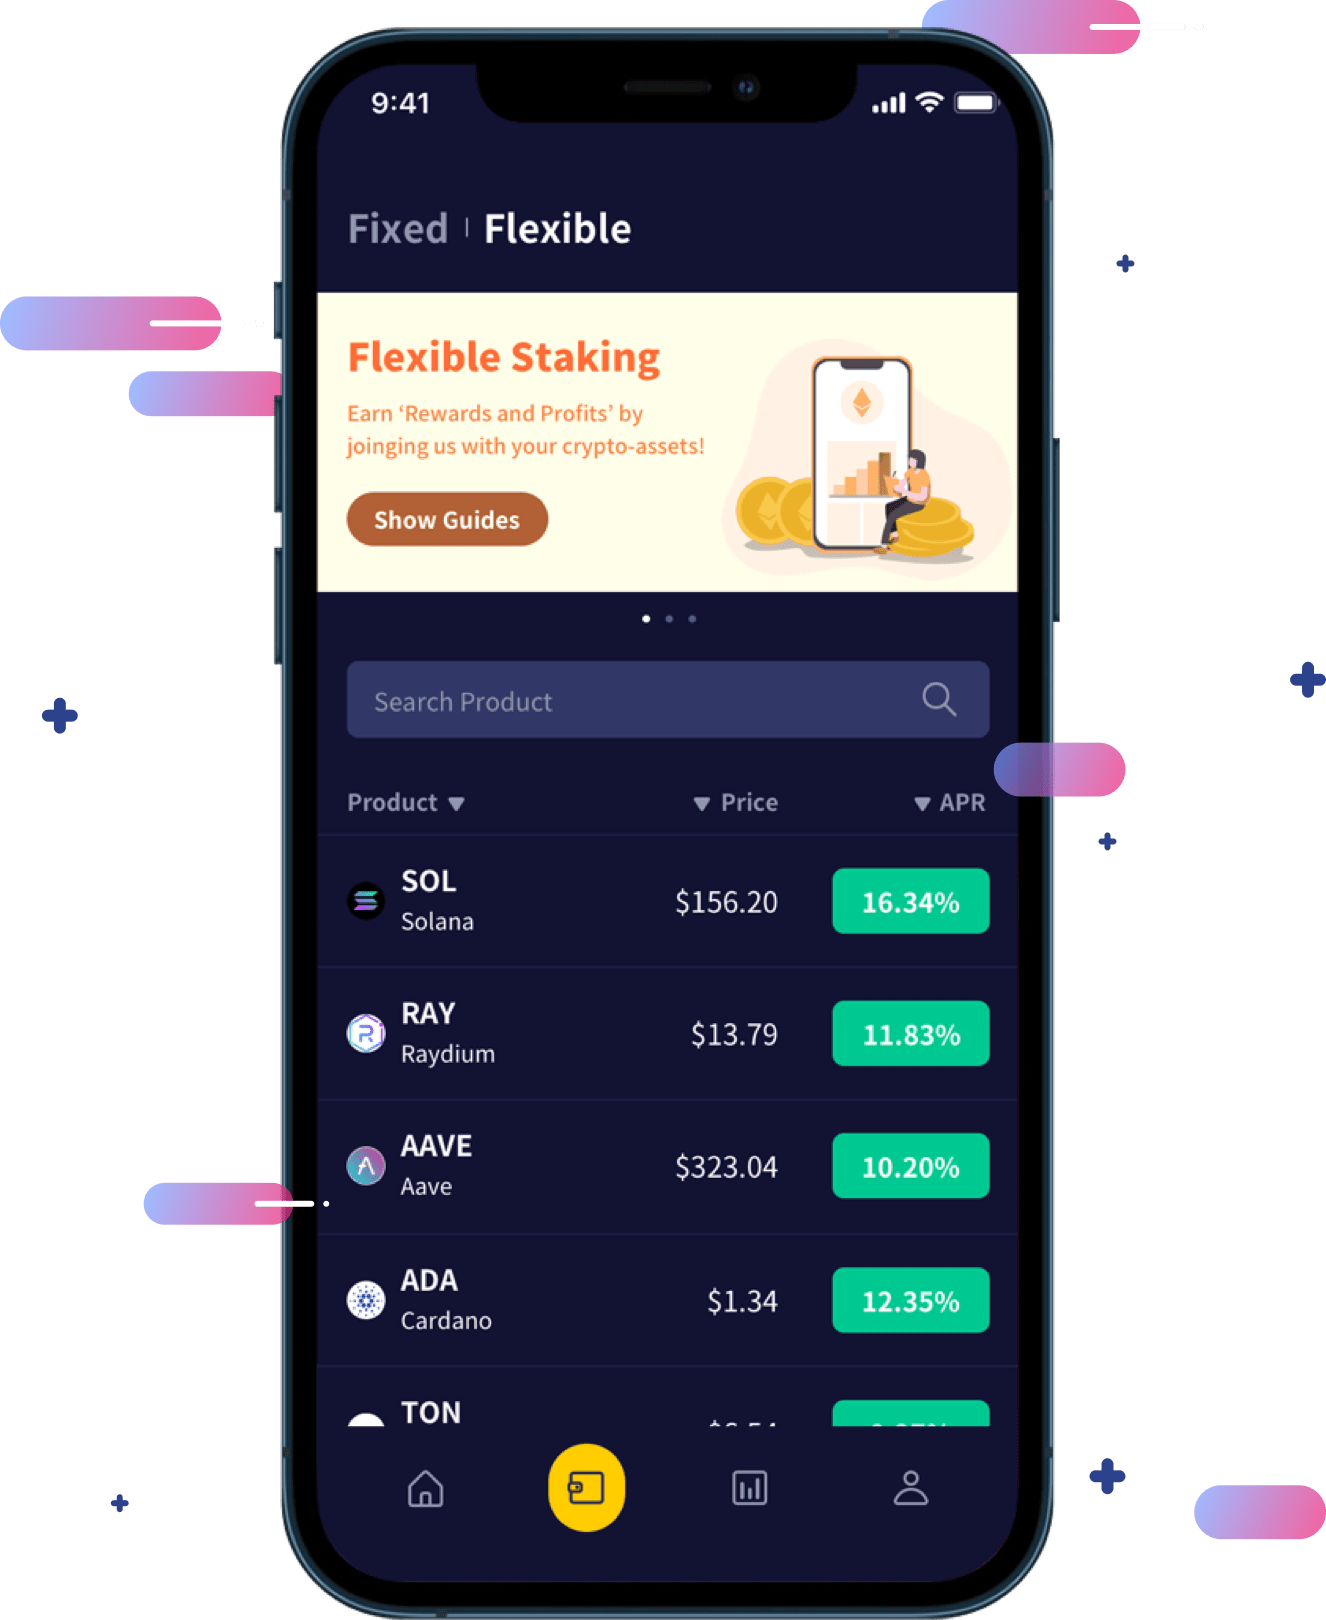 9:41
Fixed | Flexible
Flexible Staking
Earn ‘Rewards and Profits’ by
joinging us with your crypto-assets!
Show Guides
Search Product
Product ▼ ▼ Price ▼ APR
SOL
Solana
$156.20
16.34%
RAY
Raydium
$13.79
11.83%
AAVE
Aave
$323.04
10.20%
ADA
Cardano
$1.34
12.35%
TON